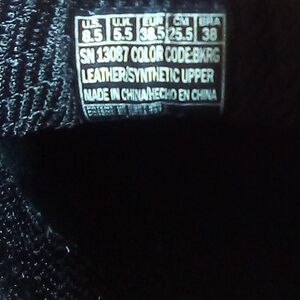 U.S. U.K. EUR CM BRA
8.5 5.5 38.5 25.5 38
SN 13087 COLOR CODE:BKRG
LEATHER/SYNTHETIC UPPER
MADE IN CHINA/HECHO EN CHINA